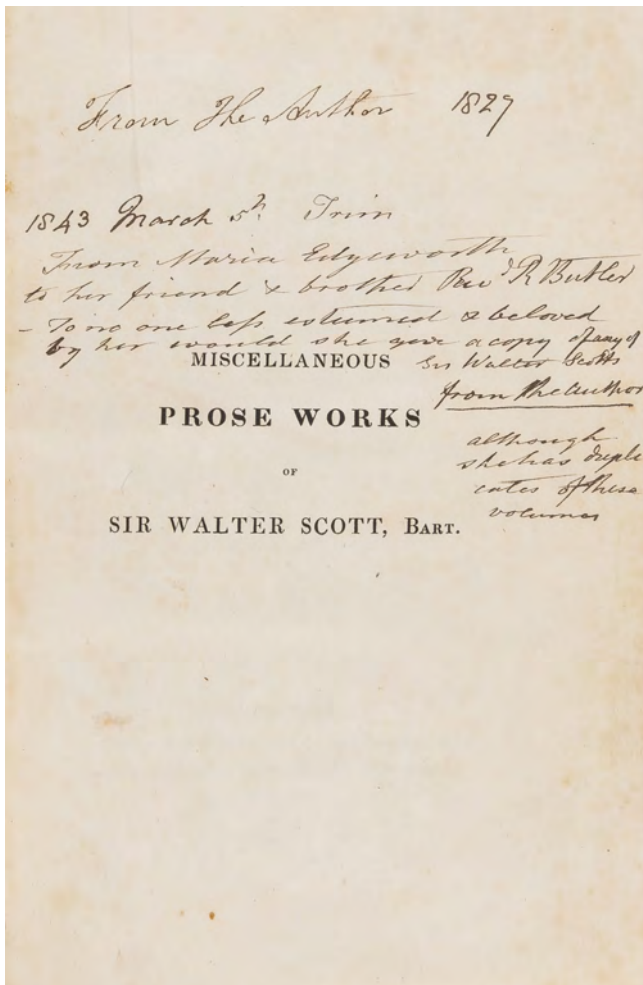 From The Author 1827
1843 March 5th. Trim
From Maria Edgeworth
to her friend & brother Revd R Butler
– To no one less esteemed & beloved
by her would she give a copy of any of
Sir Walter Scotts
from the author
although
she has dupli
cates of these
volumes
MISCELLANEOUS
PROSE WORKS
OF
SIR WALTER SCOTT, BART.